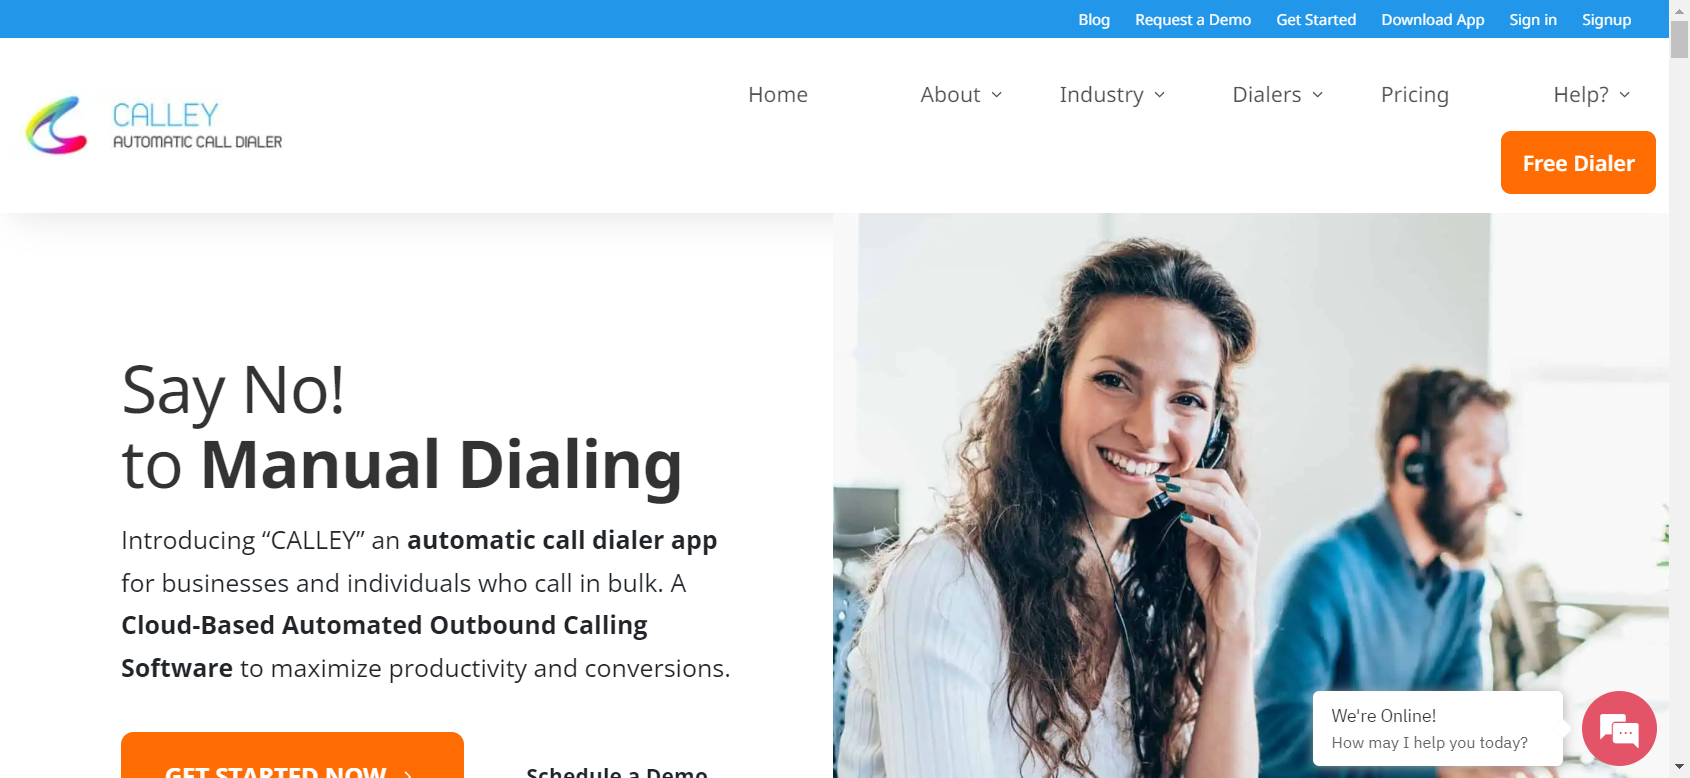 Blog Request a Demo Get Started Download App Sign in Signup
Home About Industry Dialers Pricing Help?
CALLEY
AUTOMATIC CALL DIALER
Free Dialer
Say No!
to Manual Dialing
Introducing “CALLEY” an automatic call dialer app
for businesses and individuals who call in bulk. A
Cloud-Based Automated Outbound Calling
Software to maximize productivity and conversions.
GET STARTED NOW
Schedule a Demo
We're Online!
How may I help you today?